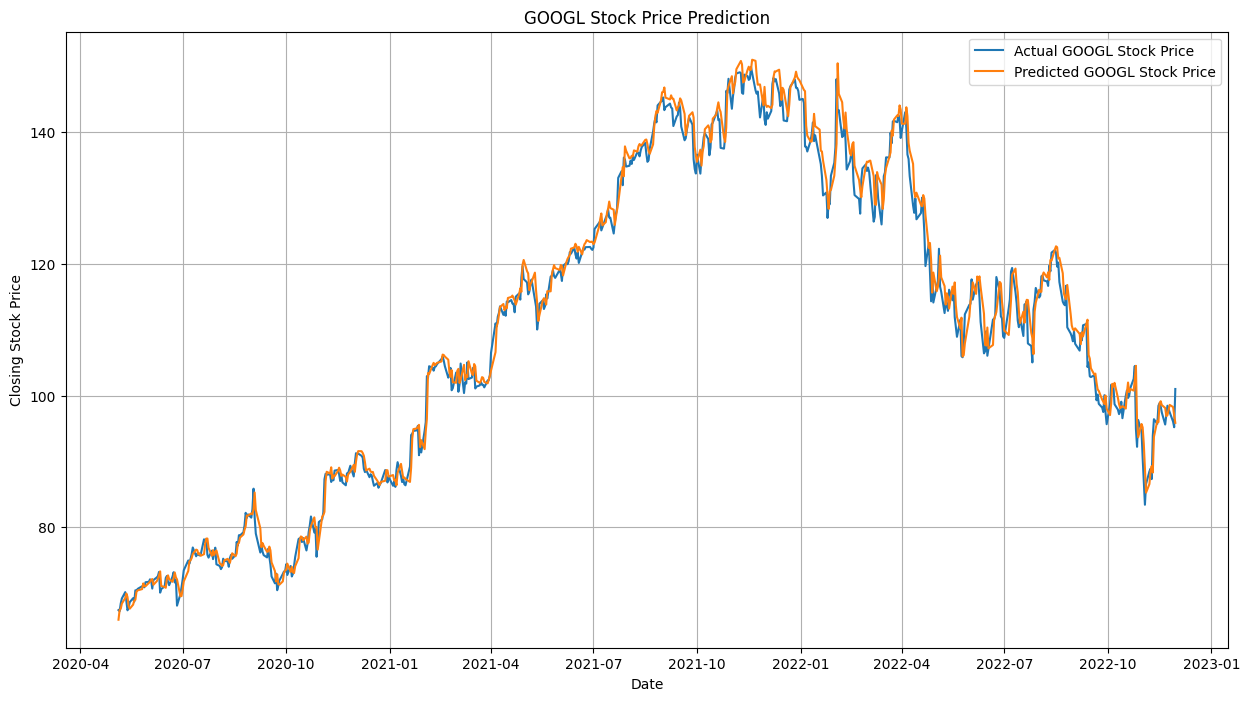 GOOGL Stock Price Prediction
Actual GOOGL Stock Price
Predicted GOOGL Stock Price
Closing Stock Price
140
120
100
80
2020-04 2020-07 2020-10 2021-01 2021-04 2021-07 2021-10 2022-01 2022-04 2022-07 2022-10 2023-01
Date